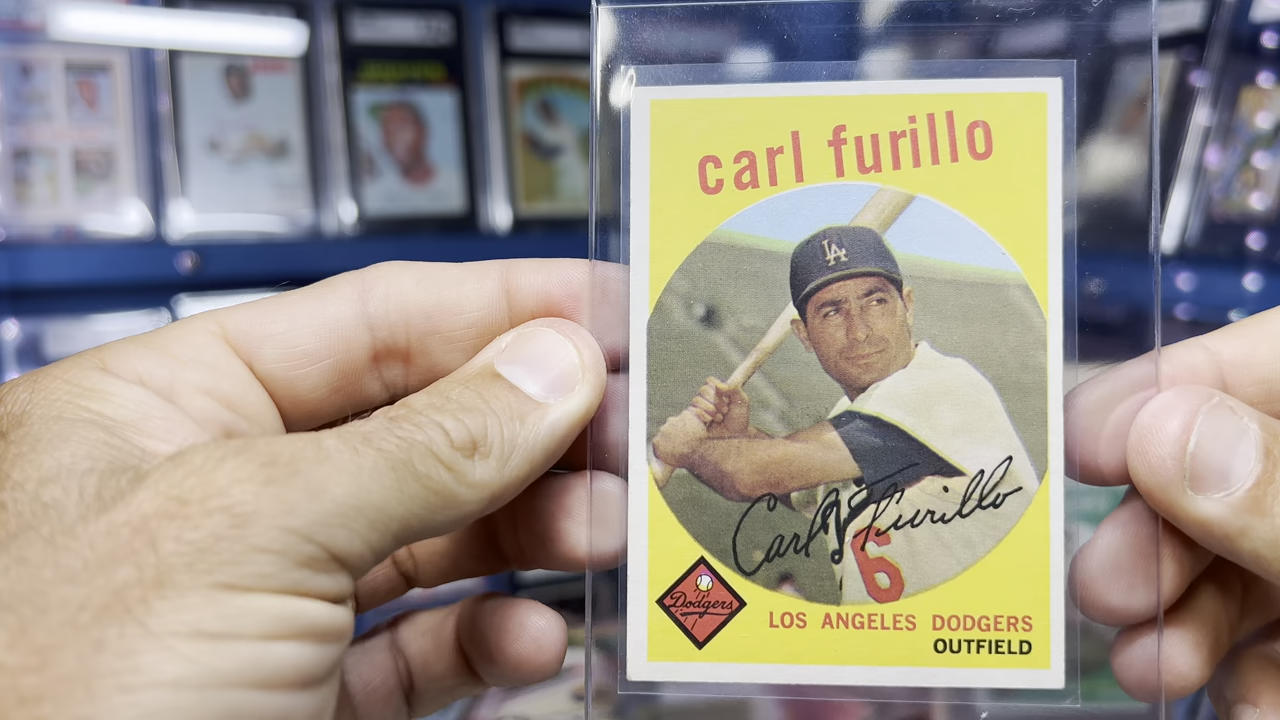 carl furillo
LA
Carl Furillo
6
Dodgers
LOS ANGELES DODGERS
OUTFIELD